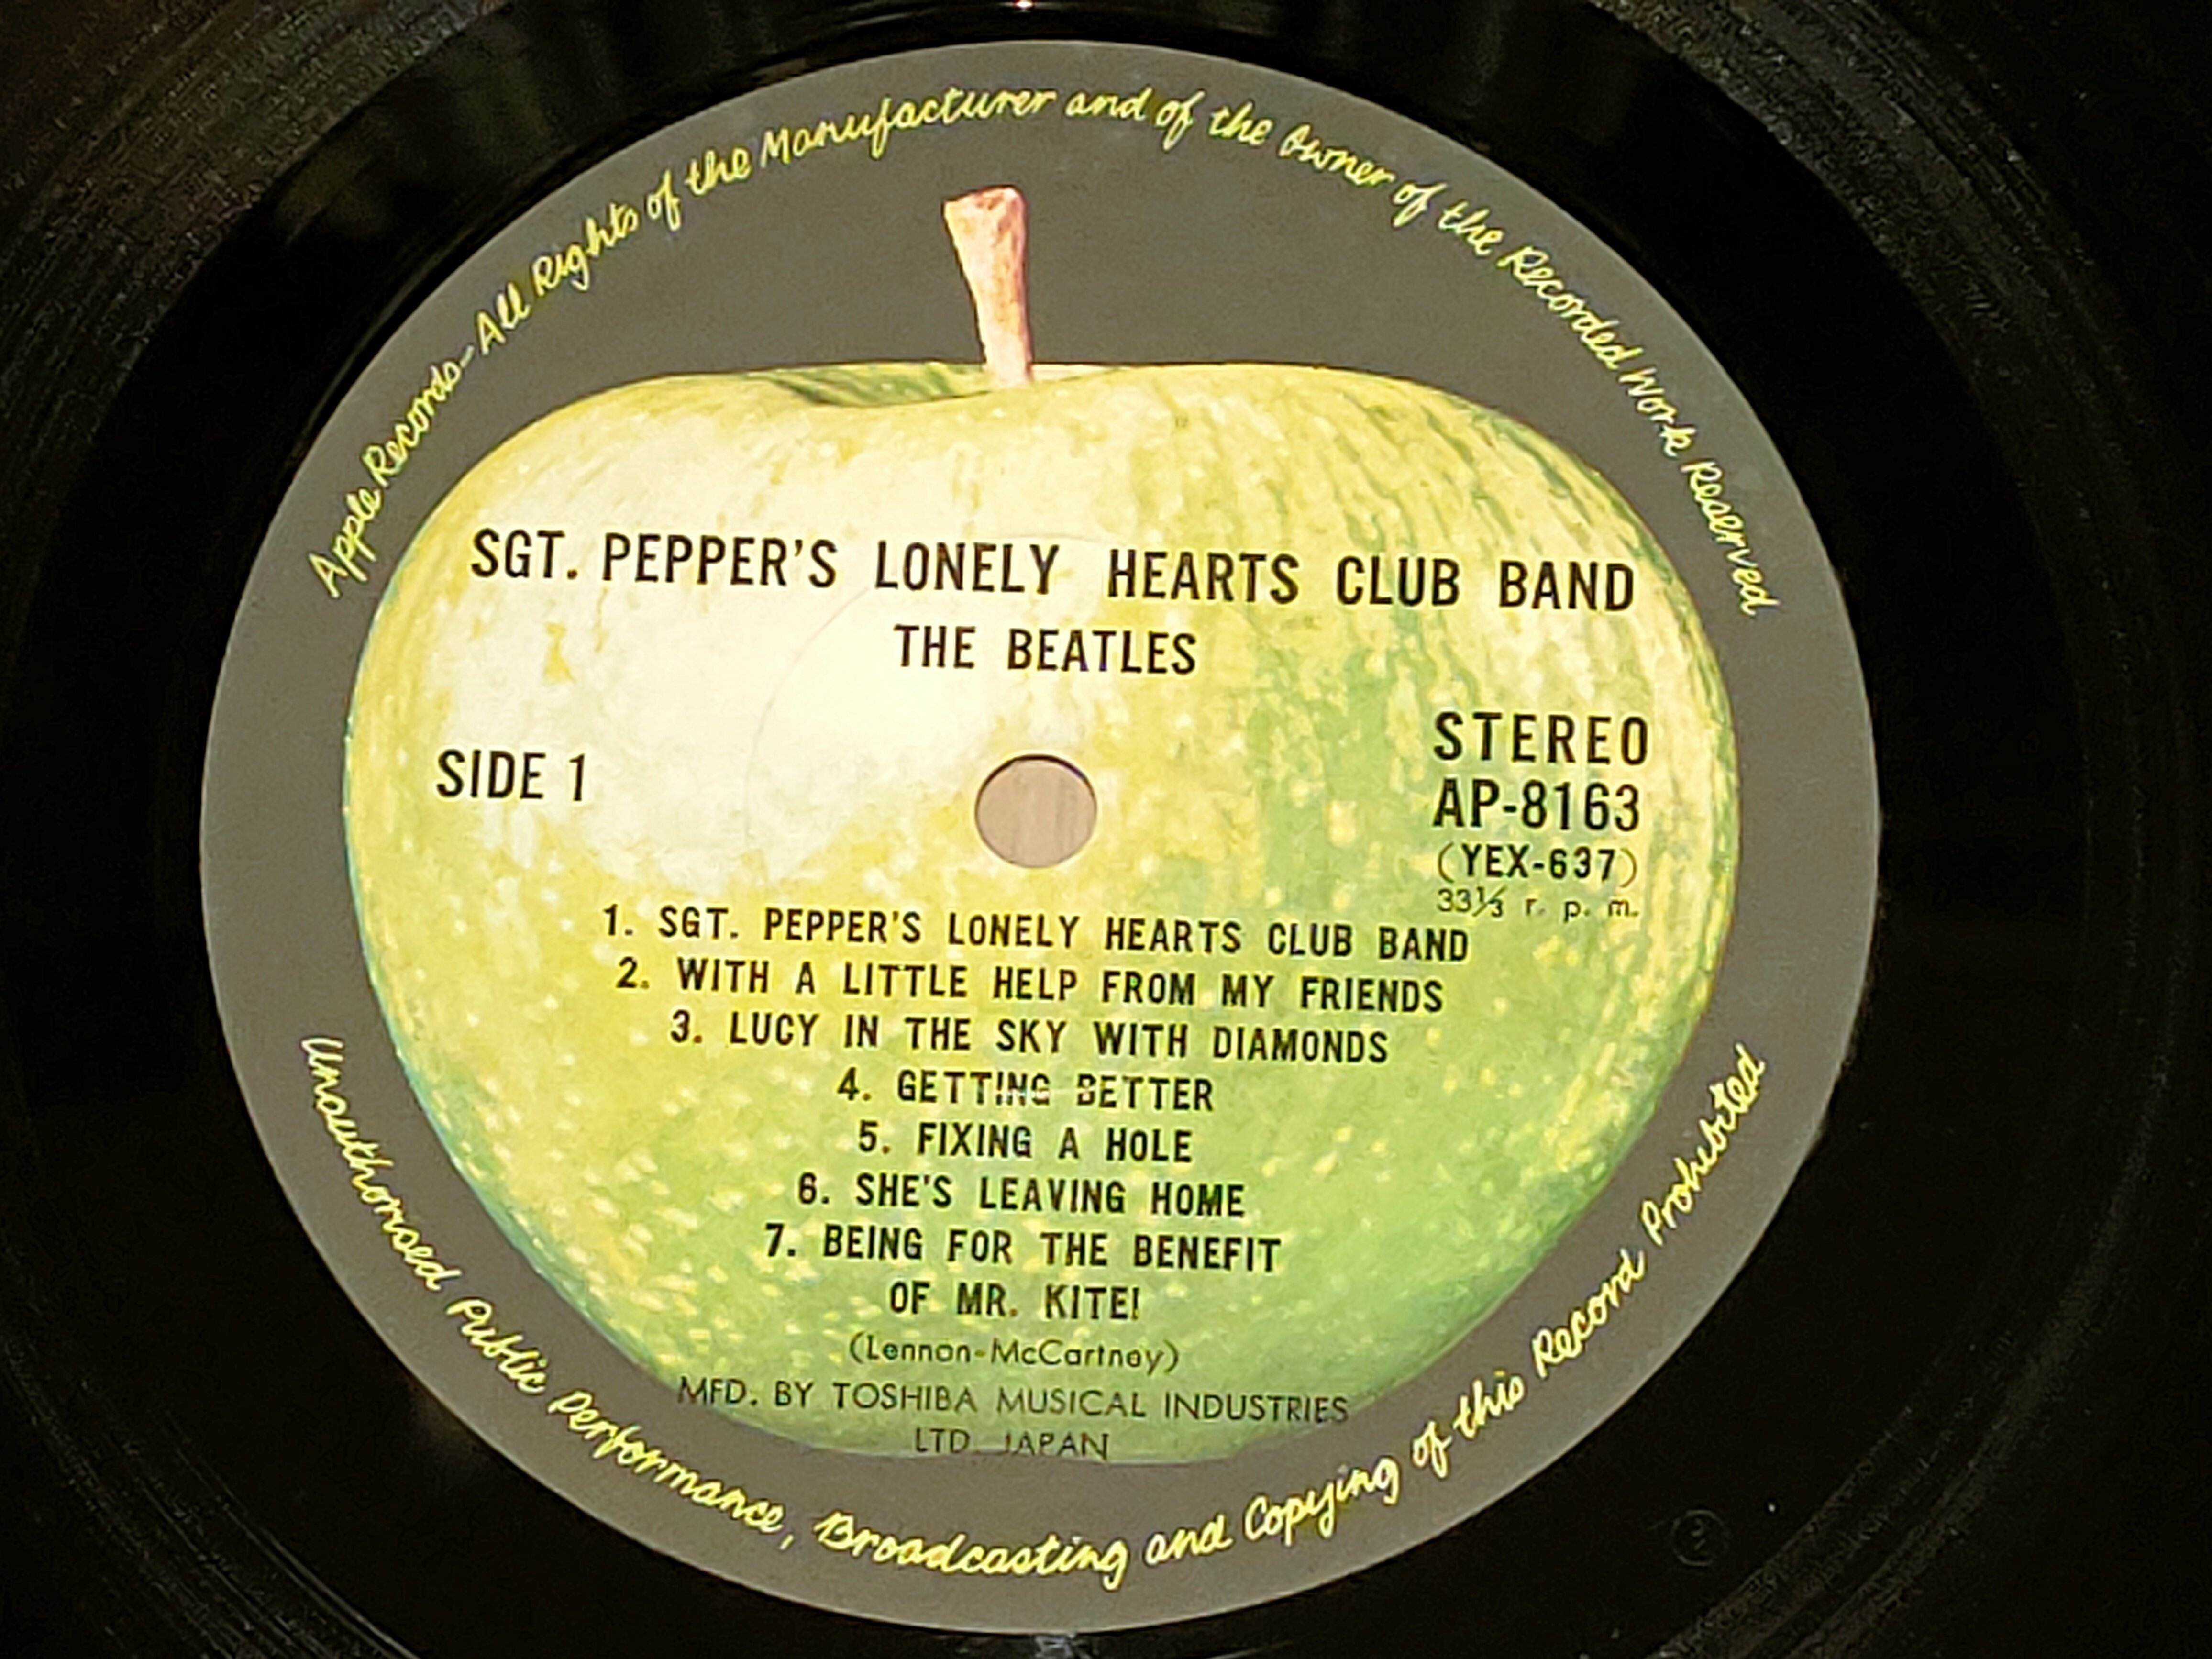 Apple Records-All Rights of the Manufacturer and of the Owner of the Recorded Work Reserved
SGT. PEPPER'S LONELY HEARTS CLUB BAND
THE BEATLES
SIDE 1
STEREO
AP-8163
(YEX-637)
33⅓ r. p. m.
1. SGT. PEPPER'S LONELY HEARTS CLUB BAND
2. WITH A LITTLE HELP FROM MY FRIENDS
3. LUCY IN THE SKY WITH DIAMONDS
4. GETTING BETTER
5. FIXING A HOLE
6. SHE'S LEAVING HOME
7. BEING FOR THE BENEFIT
OF MR. KITE!
(Lennon-McCartney)
MFD. BY TOSHIBA MUSICAL INDUSTRIES
LTD. JAPAN
Unauthorised Public Performance, Broadcasting and Copying of this Record Prohibited